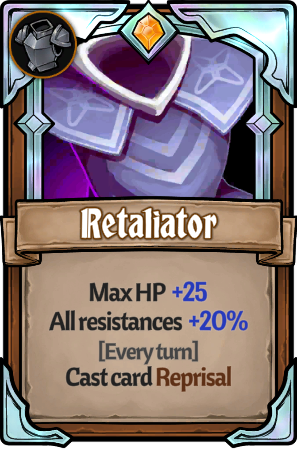 Retaliator
Max HP +25
All resistances +20%
[Every turn]
Cast card Reprisal